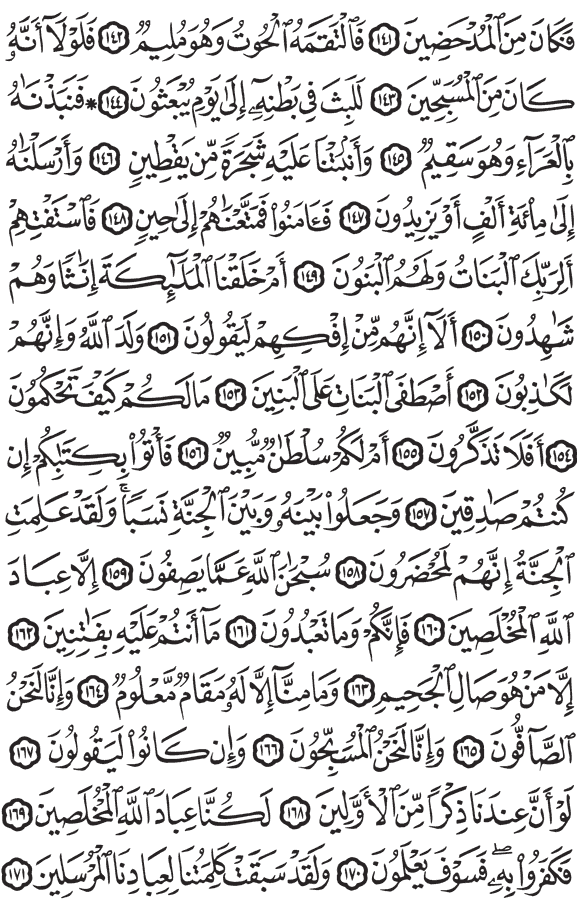 فَكَانَ مِنَ ٱلْمُدْحَضِينَ ١٤١ فَٱلْتَقَمَهُ ٱلْحُوتُ وَهُوَ مُلِيمٌ ١٤٢ فَلَوْلَآ أَنَّهُۥ
كَانَ مِنَ ٱلْمُسَبِّحِينَ ١٤٣ لَلَبِثَ فِي بَطْنِهِۦٓ إِلَىٰ يَوْمِ يُبْعَثُونَ ١٤٤ * فَنَبَذْنَٰهُ
بِٱلْعَرَآءِ وَهُوَ سَقِيمٌ ١٤٥ وَأَنۢبَتْنَا عَلَيْهِ شَجَرَةً مِّن يَقْطِينٍ ١٤٦ وَأَرْسَلْنَٰهُ
إِلَىٰ مِا۟ئَةِ أَلْفٍ أَوْ يَزِيدُونَ ١٤٧ فَـَٔامَنُوا۟ فَمَتَّعْنَٰهُمْ إِلَىٰ حِينٍ ١٤٨ فَٱسْتَفْتِهِمْ
أَلِرَبِّكَ ٱلْبَنَاتُ وَلَهُمُ ٱلْبَنُونَ ١٤٩ أَمْ خَلَقْنَا ٱلْمَلَٰٓئِكَةَ إِنَٰثًا وَهُمْ
شَٰهِدُونَ ١٥٠ أَلَآ إِنَّهُم مِّنْ إِفْكِهِمْ لَيَقُولُونَ ١٥١ وَلَدَ ٱللَّهُ وَإِنَّهُمْ
لَكَٰذِبُونَ ١٥٢ أَصْطَفَى ٱلْبَنَاتِ عَلَى ٱلْبَنِينَ ١٥٣ مَا لَكُمْ كَيْفَ تَحْكُمُونَ
١٥٤ أَفَلَا تَذَكَّرُونَ ١٥٥ أَمْ لَكُمْ سُلْطَٰنٌ مُّبِينٌ ١٥٦ فَأْتُوا۟ بِكِتَٰبِكُمْ إِن
كُنتُمْ صَٰدِقِينَ ١٥٧ وَجَعَلُوا۟ بَيْنَهُۥ وَبَيْنَ ٱلْجِنَّةِ نَسَبًا ۚ وَلَقَدْ عَلِمَتِ
ٱلْجِنَّةُ إِنَّهُمْ لَمُحْضَرُونَ ١٥٨ سُبْحَٰنَ ٱللَّهِ عَمَّا يَصِفُونَ ١٥٩ إِلَّا عِبَادَ
ٱللَّهِ ٱلْمُخْلَصِينَ ١٦٠ فَإِنَّكُمْ وَمَا تَعْبُدُونَ ١٦١ مَآ أَنتُمْ عَلَيْهِ بِفَٰتِنِينَ ١٦٢
إِلَّا مَنْ هُوَ صَالِ ٱلْجَحِيمِ ١٦٣ وَمَا مِنَّآ إِلَّا لَهُۥ مَقَامٌ مَّعْلُومٌ ١٦٤ وَإِنَّا لَنَحْنُ
ٱلصَّآفُّونَ ١٦٥ وَإِنَّا لَنَحْنُ ٱلْمُسَبِّحُونَ ١٦٦ وَإِن كَانُوا۟ لَيَقُولُونَ ١٦٧
لَوْ أَنَّ عِندَنَا ذِكْرًا مِّنَ ٱلْأَوَّلِينَ ١٦٨ لَكُنَّا عِبَادَ ٱللَّهِ ٱلْمُخْلَصِينَ ١٦٩
فَكَفَرُوا۟ بِهِۦ ۖ فَسَوْفَ يَعْلَمُونَ ١٧٠ وَلَقَدْ سَبَقَتْ كَلِمَتُنَا لِعِبَادِنَا ٱلْمُرْسَلِينَ ١٧١